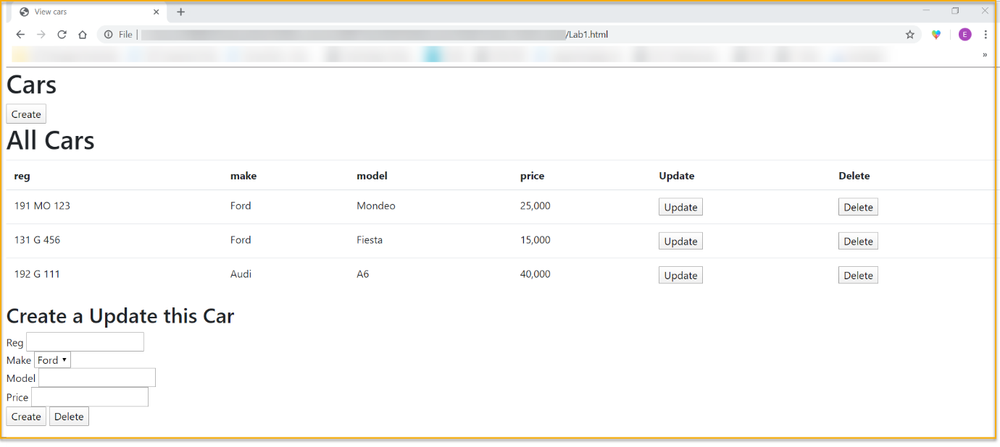 View cars
File
/Lab1.html
E
»
Cars
Create
All Cars
reg make model price Update Delete
191 MO 123 Ford Mondeo 25,000 Update Delete
131 G 456 Ford Fiesta 15,000 Update Delete
192 G 111 Audi A6 40,000 Update Delete
Create a Update this Car
Reg
Make Ford
Model
Price
Create Delete